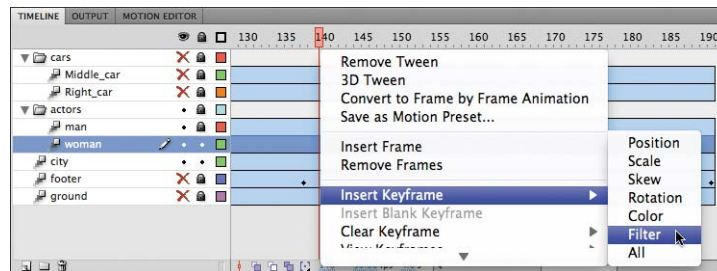 TIMELINE OUTPUT MOTION EDITOR
130 135 140 145 150 155 160 165 170 175 180 185 190
cars
Middle_car
Right_car
actors
man
woman
city
footer
ground
Remove Tween
3D Tween
Convert to Frame by Frame Animation
Save as Motion Preset...
Insert Frame
Remove Frames
Insert Keyframe
Insert Blank Keyframe
Clear Keyframe
View Keyframes
Position
Scale
Skew
Rotation
Color
Filter
All